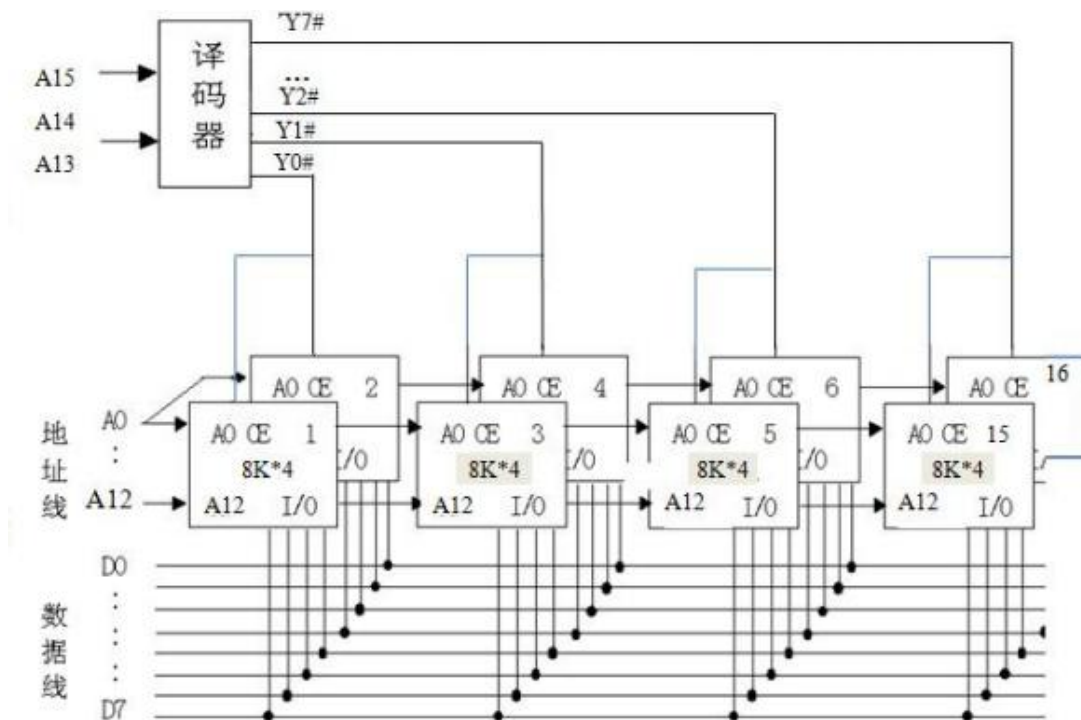 Y7#
译码器
A15
...
Y2#
A14
Y1#
A13
Y0#
A0 CE 2
A0 CE 4
A0 CE 6
A0 CE 16
地址线
A0
:
A12
A0 CE 1
8K*4
A12 I/O
I/O
A0 CE 3
8K*4
A12 I/O
I/O
A0 CE 5
8K*4
A12 I/O
I/O
A0 CE 15
8K*4
A12 I/O
数据线
D0
:
:
:
D7